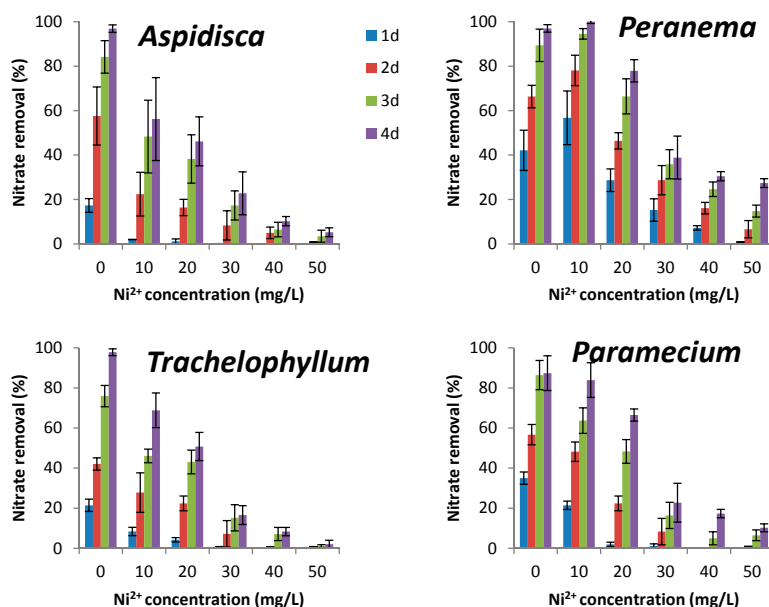 Aspidisca
Nitrate removal (%)
100
80
60
40
20
0
0 10 20 30 40 50
Ni²⁺ concentration (mg/L)
1d
2d
3d
4d
Peranema
Nitrate removal (%)
100
80
60
40
20
0
0 10 20 30 40 50
Ni²⁺ concentration (mg/L)
Trachelophyllum
Nitrate removal (%)
100
80
60
40
20
0
0 10 20 30 40 50
Ni²⁺ concentration (mg/L)
Paramecium
Nitrate removal (%)
100
80
60
40
20
0
0 10 20 30 40 50
Ni²⁺ concentration (mg/L)